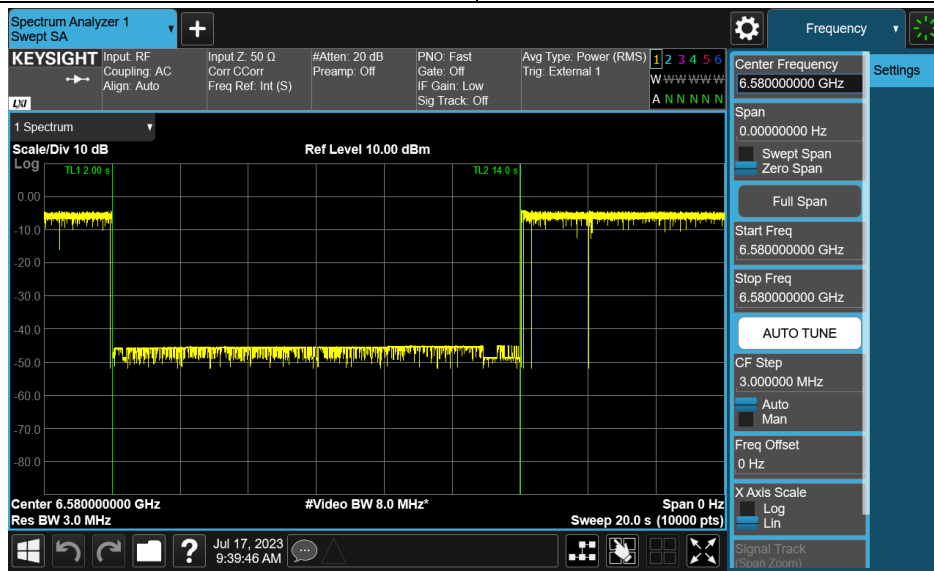 Spectrum Analyzer 1
Swept SA
+
Frequency
KEYSIGHT
LXI
Input: RF
Coupling: AC
Align: Auto
Input Z: 50 Ω
Corr CCorr
Freq Ref: Int (S)
#Atten: 20 dB
Preamp: Off
PNO: Fast
Gate: Off
IF Gain: Low
Sig Track: Off
Avg Type: Power (RMS)
Trig: External 1
1 2 3 4 5 6
W W W W W W
A N N N N N
1 Spectrum
Scale/Div 10 dB
Ref Level 10.00 dBm
Log
TL1 2.00 s
TL2 14.0 s
0.00
-10.0
-20.0
-30.0
-40.0
-50.0
-60.0
-70.0
-80.0
Center 6.580000000 GHz
#Video BW 8.0 MHz*
Span 0 Hz
Res BW 3.0 MHz
Sweep 20.0 s (10000 pts)
Jul 17, 2023
9:39:46 AM
Center Frequency
6.580000000 GHz
Settings
Span
0.00000000 Hz
Swept Span
Zero Span
Full Span
Start Freq
6.580000000 GHz
Stop Freq
6.580000000 GHz
AUTO TUNE
CF Step
3.000000 MHz
Auto
Man
Freq Offset
0 Hz
X Axis Scale
Log
Lin
Signal Track
(Span Zoom)